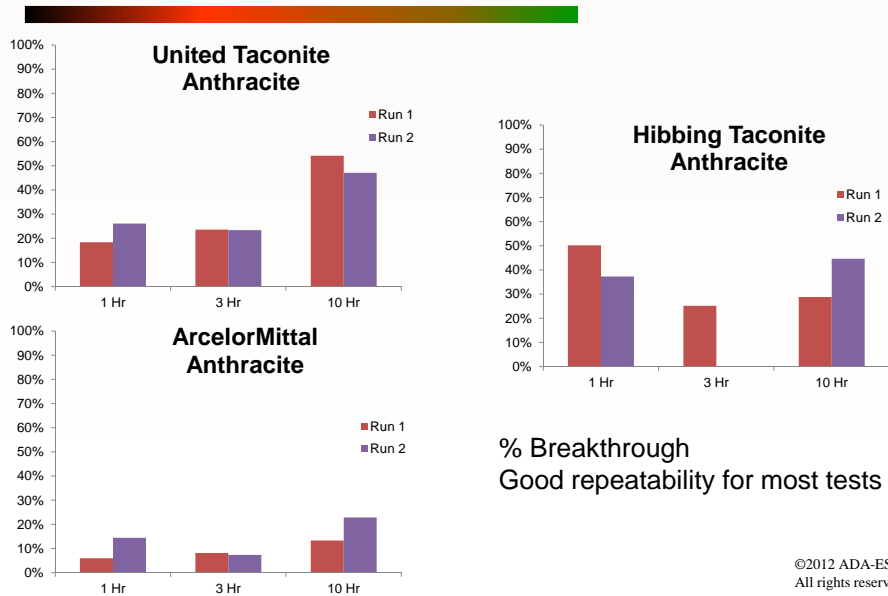 United Taconite
Anthracite
100%
90%
80%
70%
60%
50%
40%
30%
20%
10%
0%
1 Hr 3 Hr 10 Hr
Run 1
Run 2
Hibbing Taconite
Anthracite
100%
90%
80%
70%
60%
50%
40%
30%
20%
10%
0%
1 Hr 3 Hr 10 Hr
Run 1
Run 2
ArcelorMittal
Anthracite
100%
90%
80%
70%
60%
50%
40%
30%
20%
10%
0%
1 Hr 3 Hr 10 Hr
Run 1
Run 2
% Breakthrough
Good repeatability for most tests
©2012 ADA-ES
All rights reserv